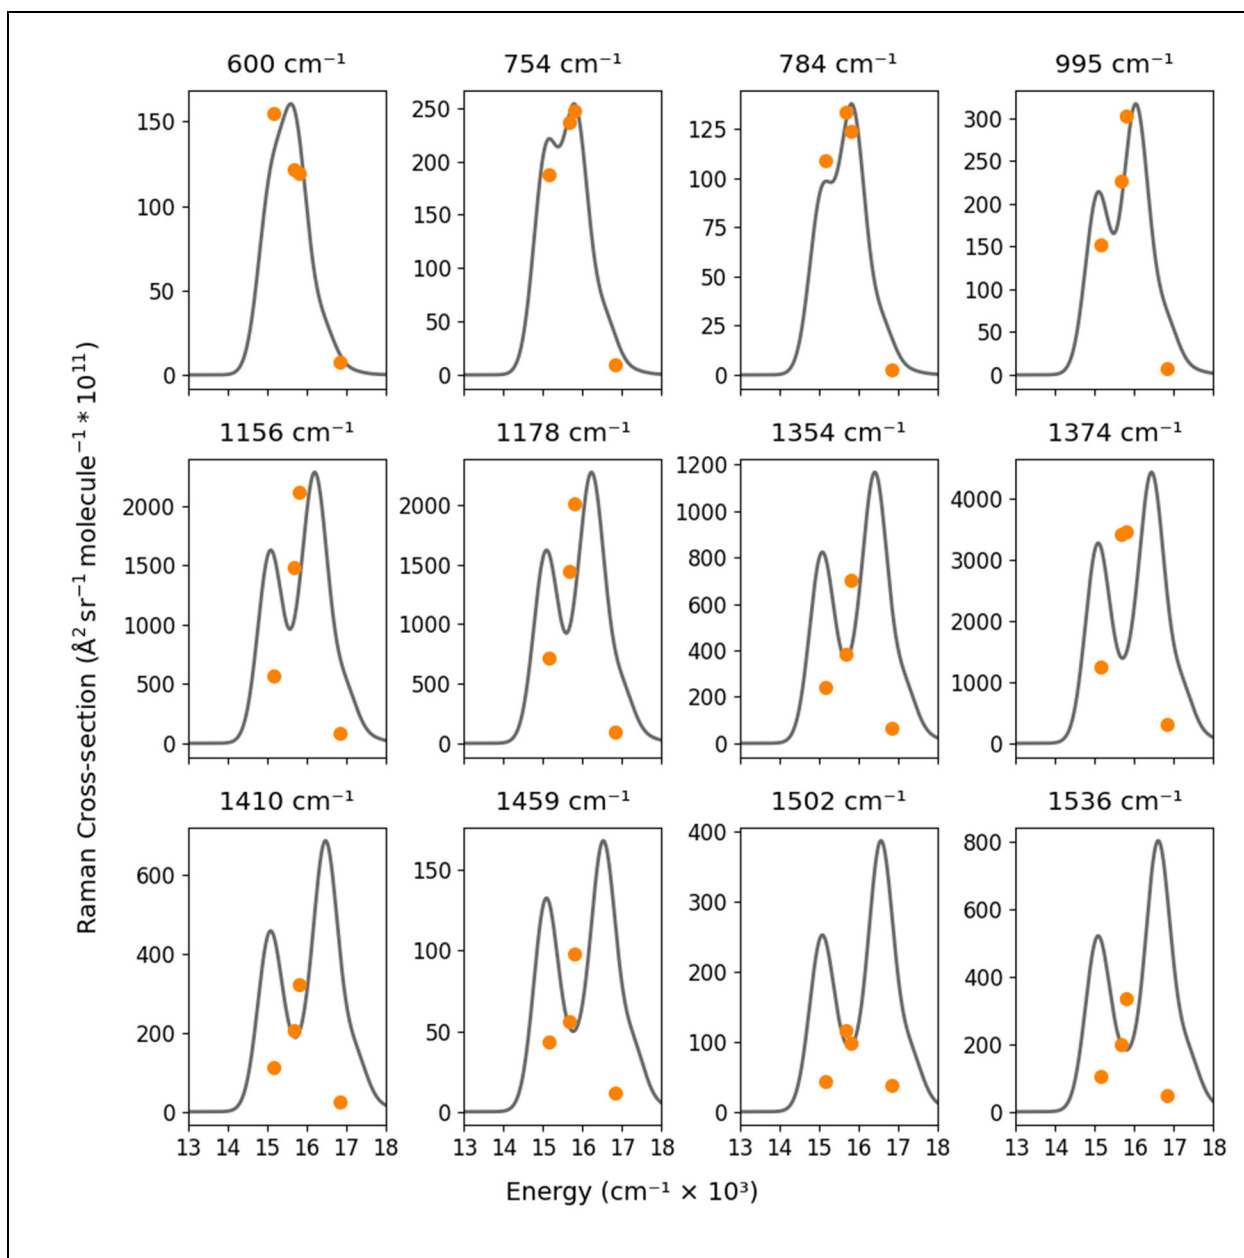 600 cm⁻¹ 754 cm⁻¹ 784 cm⁻¹ 995 cm⁻¹
150 100 50 0
250 200 150 100 50 0
125 100 75 50 25 0
300 250 200 150 100 50 0
1156 cm⁻¹ 1178 cm⁻¹ 1354 cm⁻¹ 1374 cm⁻¹
2000 1500 1000 500 0
2000 1500 1000 500 0
1200 1000 800 600 400 200 0
4000 3000 2000 1000 0
1410 cm⁻¹ 1459 cm⁻¹ 1502 cm⁻¹ 1536 cm⁻¹
600 400 200 0
150 100 50 0
400 300 200 100 0
800 600 400 200 0
13 14 15 16 17 18 13 14 15 16 17 18 13 14 15 16 17 18 13 14 15 16 17 18
Raman Cross-section (Å² sr⁻¹ molecule⁻¹ * 10¹¹)
Energy (cm⁻¹ × 10³)